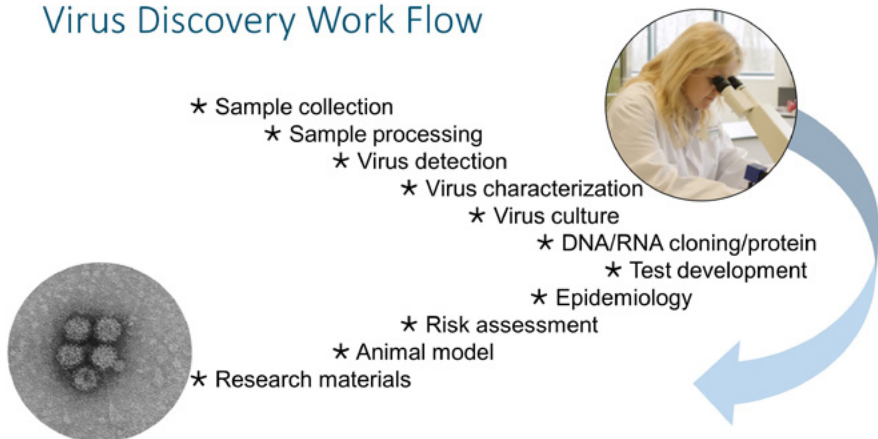 Virus Discovery Work Flow
* Sample collection
* Sample processing
* Virus detection
* Virus characterization
* Virus culture
* DNA/RNA cloning/protein
* Test development
* Epidemiology
* Risk assessment
* Animal model
* Research materials